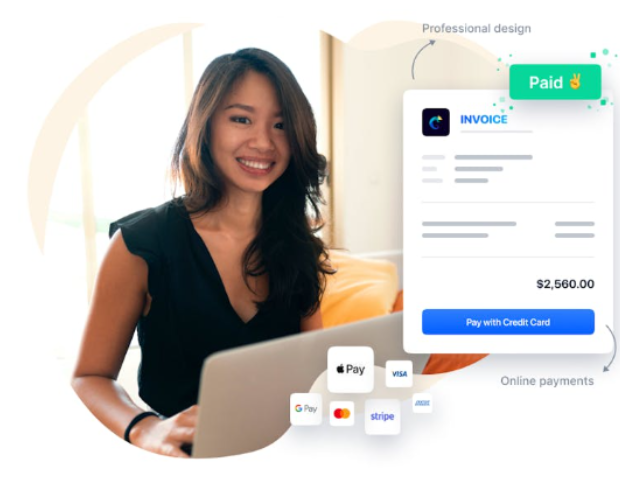 Professional design
Paid ✌️
INVOICE
$2,560.00
Pay with Credit Card
Online payments
Pay
VISA
G Pay
stripe